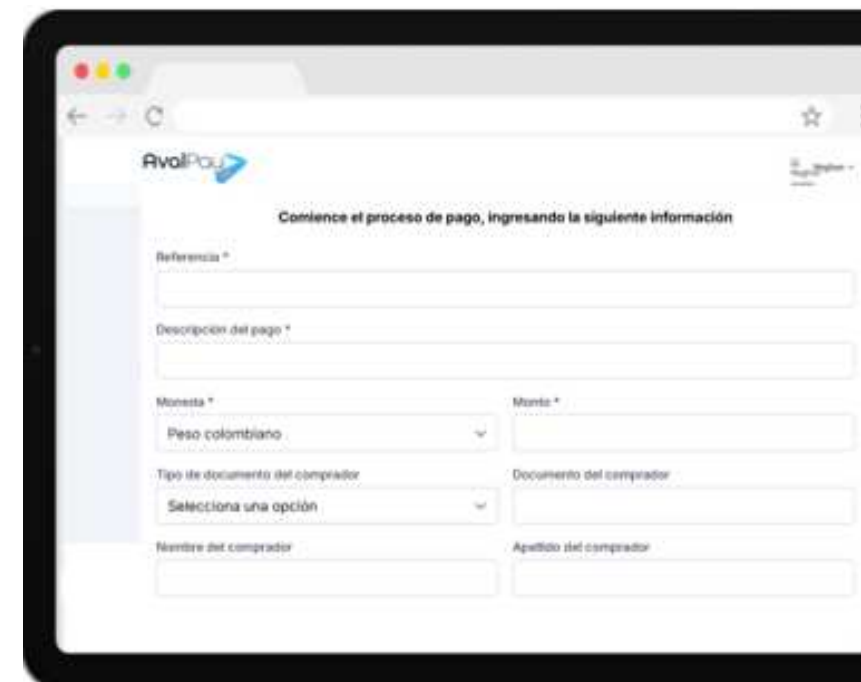 AvalPay
Comience el proceso de pago, ingresando la siguiente información
Referencia *
Descripción del pago *
Moneda *
Monto *
Peso colombiano
Tipo de documento del comprador
Documento del comprador
Selecciona una opción
Nombre del comprador
Apellido del comprador